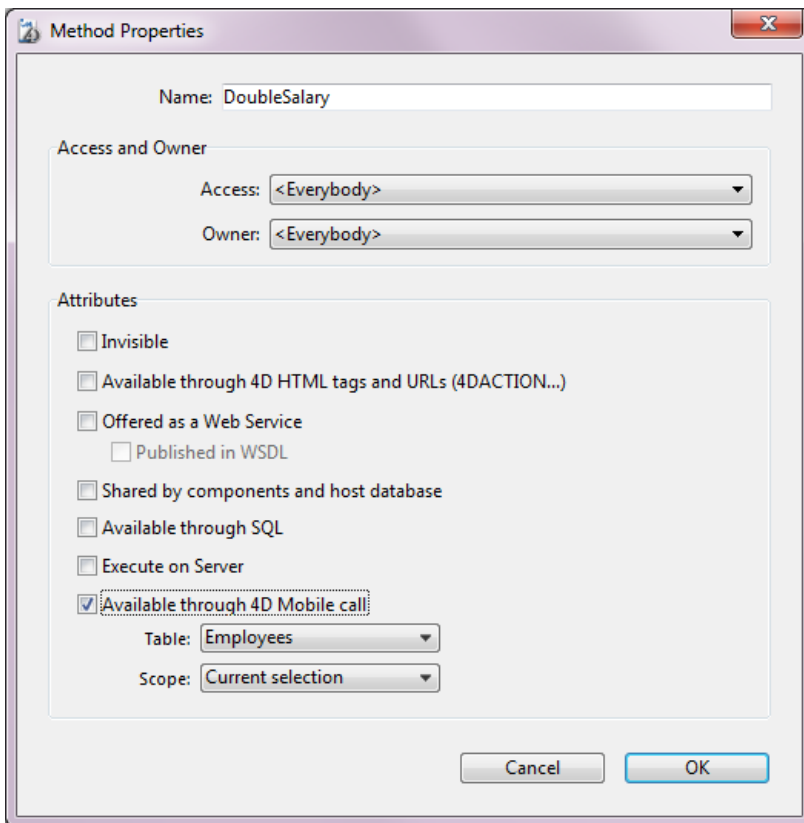 Method Properties
Name: DoubleSalary
Access and Owner
Access: <Everybody>
Owner: <Everybody>
Attributes
Invisible
Available through 4D HTML tags and URLs (4DACTION...)
Offered as a Web Service
Published in WSDL
Shared by components and host database
Available through SQL
Execute on Server
Available through 4D Mobile call
Table: Employees
Scope: Current selection
Cancel OK